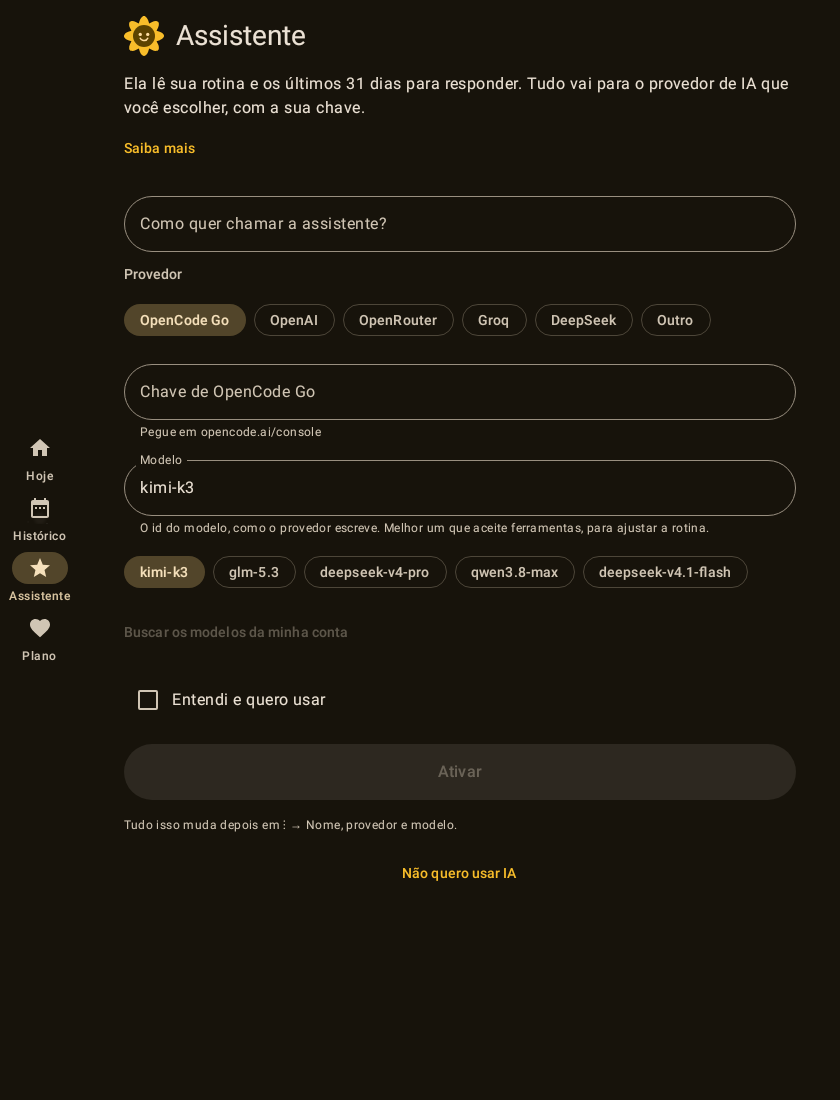 Assistente
Ela lê sua rotina e os últimos 31 dias para responder. Tudo vai para o provedor de IA que
você escolher, com a sua chave.
Saiba mais
Como quer chamar a assistente?
Provedor
OpenCode Go
OpenAI
OpenRouter
Groq
DeepSeek
Outro
Chave de OpenCode Go
Pegue em opencode.ai/console
Modelo
kimi-k3
O id do modelo, como o provedor escreve. Melhor um que aceite ferramentas, para ajustar a rotina.
kimi-k3
glm-5.3
deepseek-v4-pro
qwen3.8-max
deepseek-v4.1-flash
Buscar os modelos da minha conta
Entendi e quero usar
Ativar
Tudo isso muda depois em ⋮ → Nome, provedor e modelo.
Não quero usar IA
Hoje
Histórico
Assistente
Plano